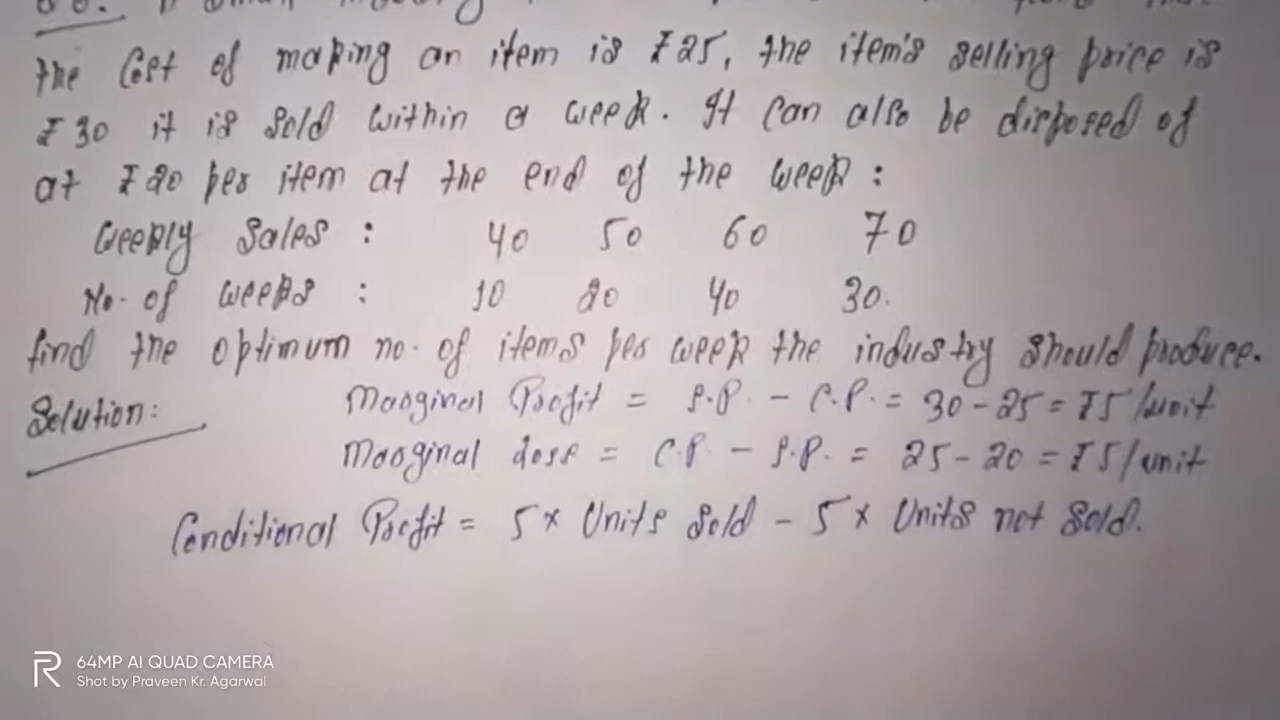 the Cost of making an item is ₹25, the item's selling price is
₹30 it is sold within a week. It can also be disposed of
at ₹20 per item at the end of the week :
Weekly Sales : 40 50 60 70
No. of weeks : 10 20 40 30.
find the optimum no. of items per week the industry should produce.
Solution: Marginal Profit = S.P. - C.P. = 30 - 25 = ₹5/unit
Marginal Loss = C.P. - S.P. = 25 - 20 = ₹5/unit
Conditional Profit = 5 × Units Sold - 5 × Units not Sold.
64MP AI QUAD CAMERA
Shot by Praveen Kr. Agarwal